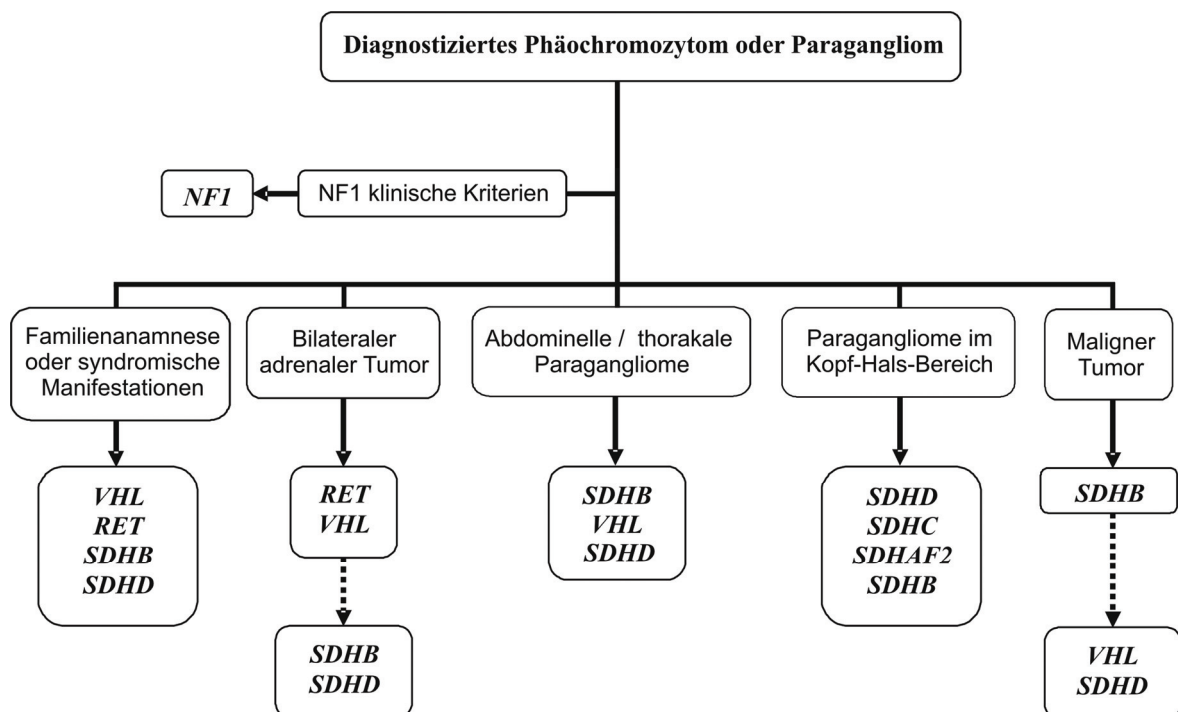 Diagnostiziertes Phäochromozytom oder Paragangliom
NF1
NF1 klinische Kriterien
Familienanamnese
oder syndromische
Manifestationen
Bilateraler
adrenaler Tumor
Abdominelle / thorakale
Paragangliome
Paragangliome im
Kopf-Hals-Bereich
Maligner
Tumor
VHL
RET
SDHB
SDHD
RET
VHL
SDHB
SDHD
SDHB
VHL
SDHD
SDHD
SDHC
SDHAF2
SDHB
SDHB
VHL
SDHD